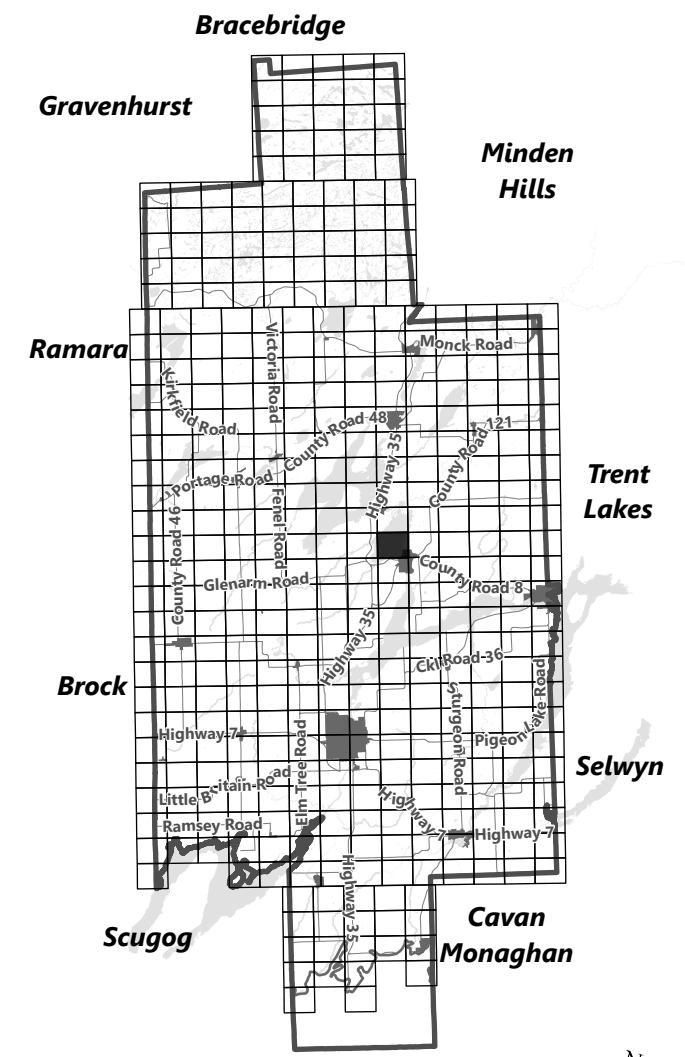 Bracebridge
Gravenhurst
Minden
Hills
Ramara
Victoria Road
Monck Road
Kirkfield Road
County Road 48
County Road 121
Highway 35
Portage Road
Trent
Lakes
County Road 46
Fenel Road
Glenarm Road
County Road 8
Highway 35
Ckl Road 36
Brock
Sturgeon Road
Pigeon Lake Road
Highway 7
Elm Tree Road
Selwyn
Little Britain Road
Highway 7
Ramsey Road
Highway 7
Highway 35
Cavan
Monaghan
Scugog
N